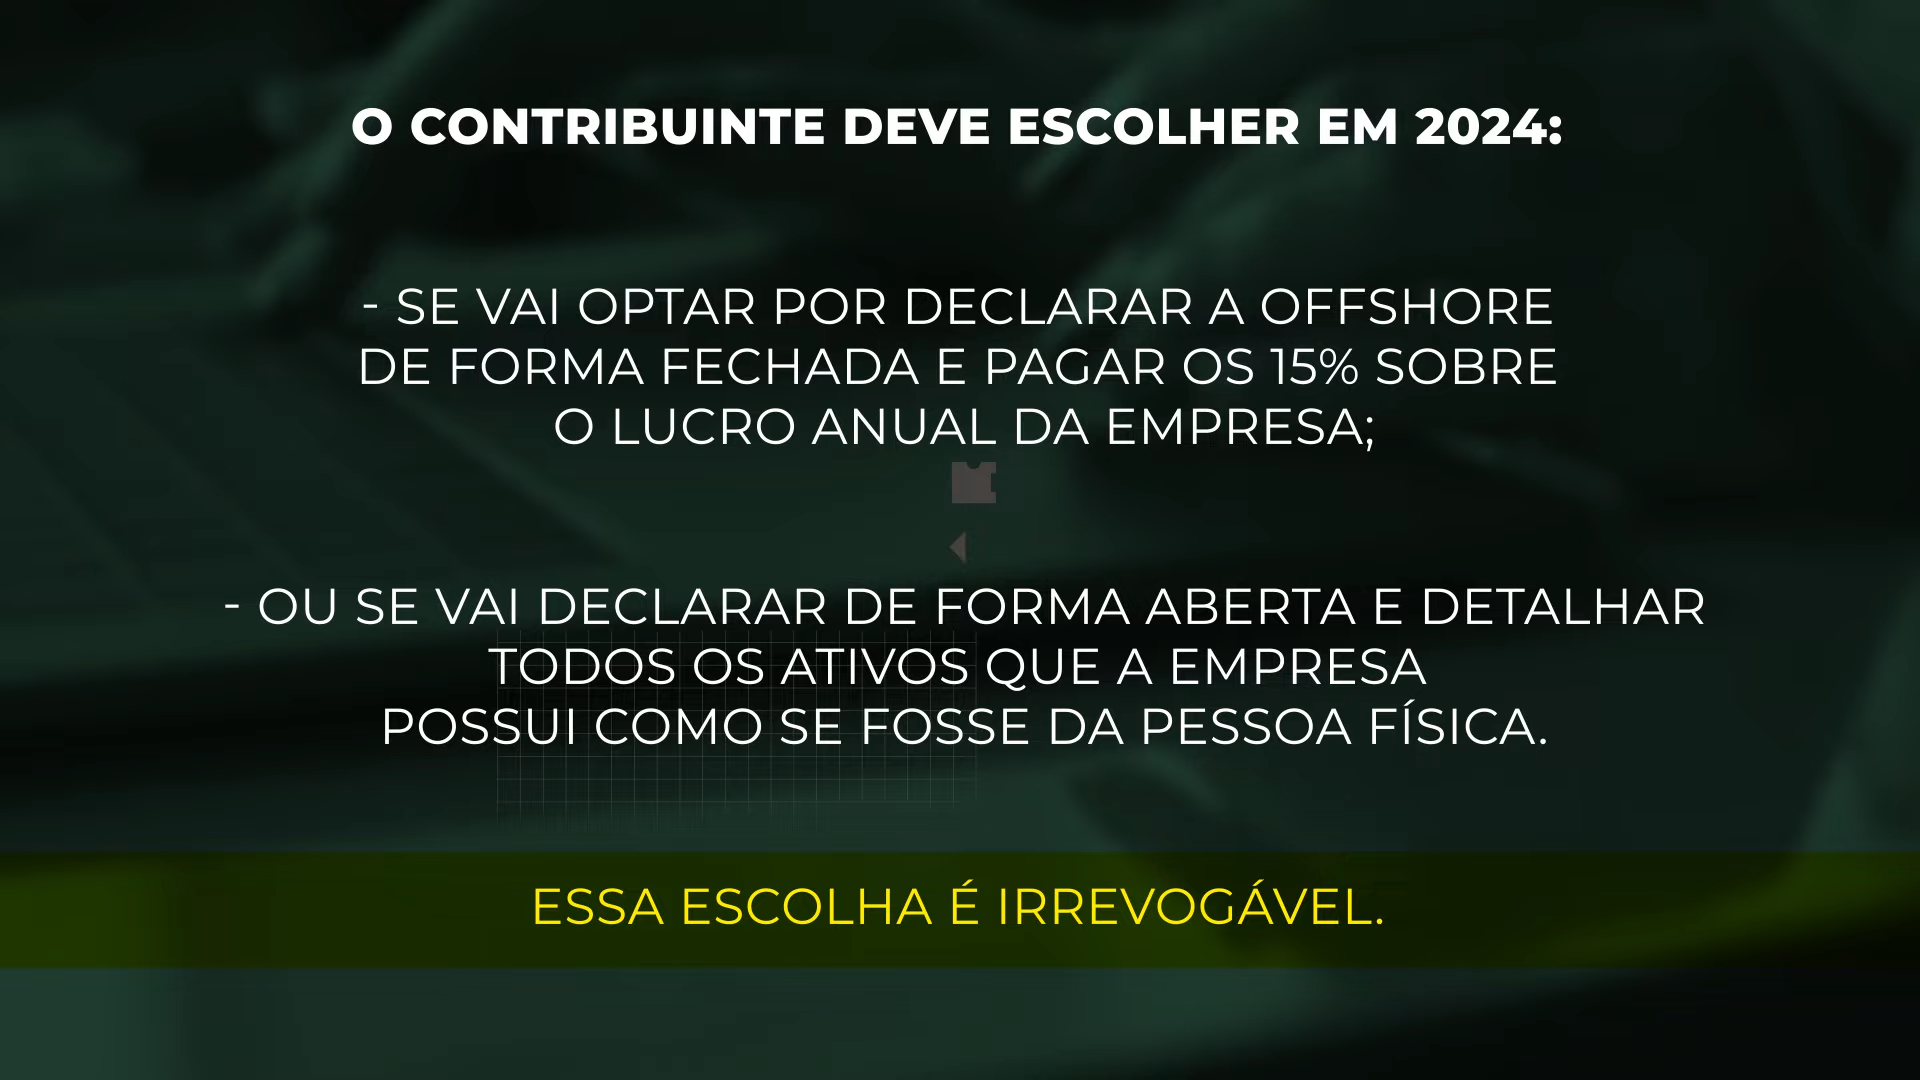 O CONTRIBUINTE DEVE ESCOLHER EM 2024:
- SE VAI OPTAR POR DECLARAR A OFFSHORE
DE FORMA FECHADA E PAGAR OS 15% SOBRE
O LUCRO ANUAL DA EMPRESA;
- OU SE VAI DECLARAR DE FORMA ABERTA E DETALHAR
TODOS OS ATIVOS QUE A EMPRESA
POSSUI COMO SE FOSSE DA PESSOA FÍSICA.
ESSA ESCOLHA É IRREVOGÁVEL.